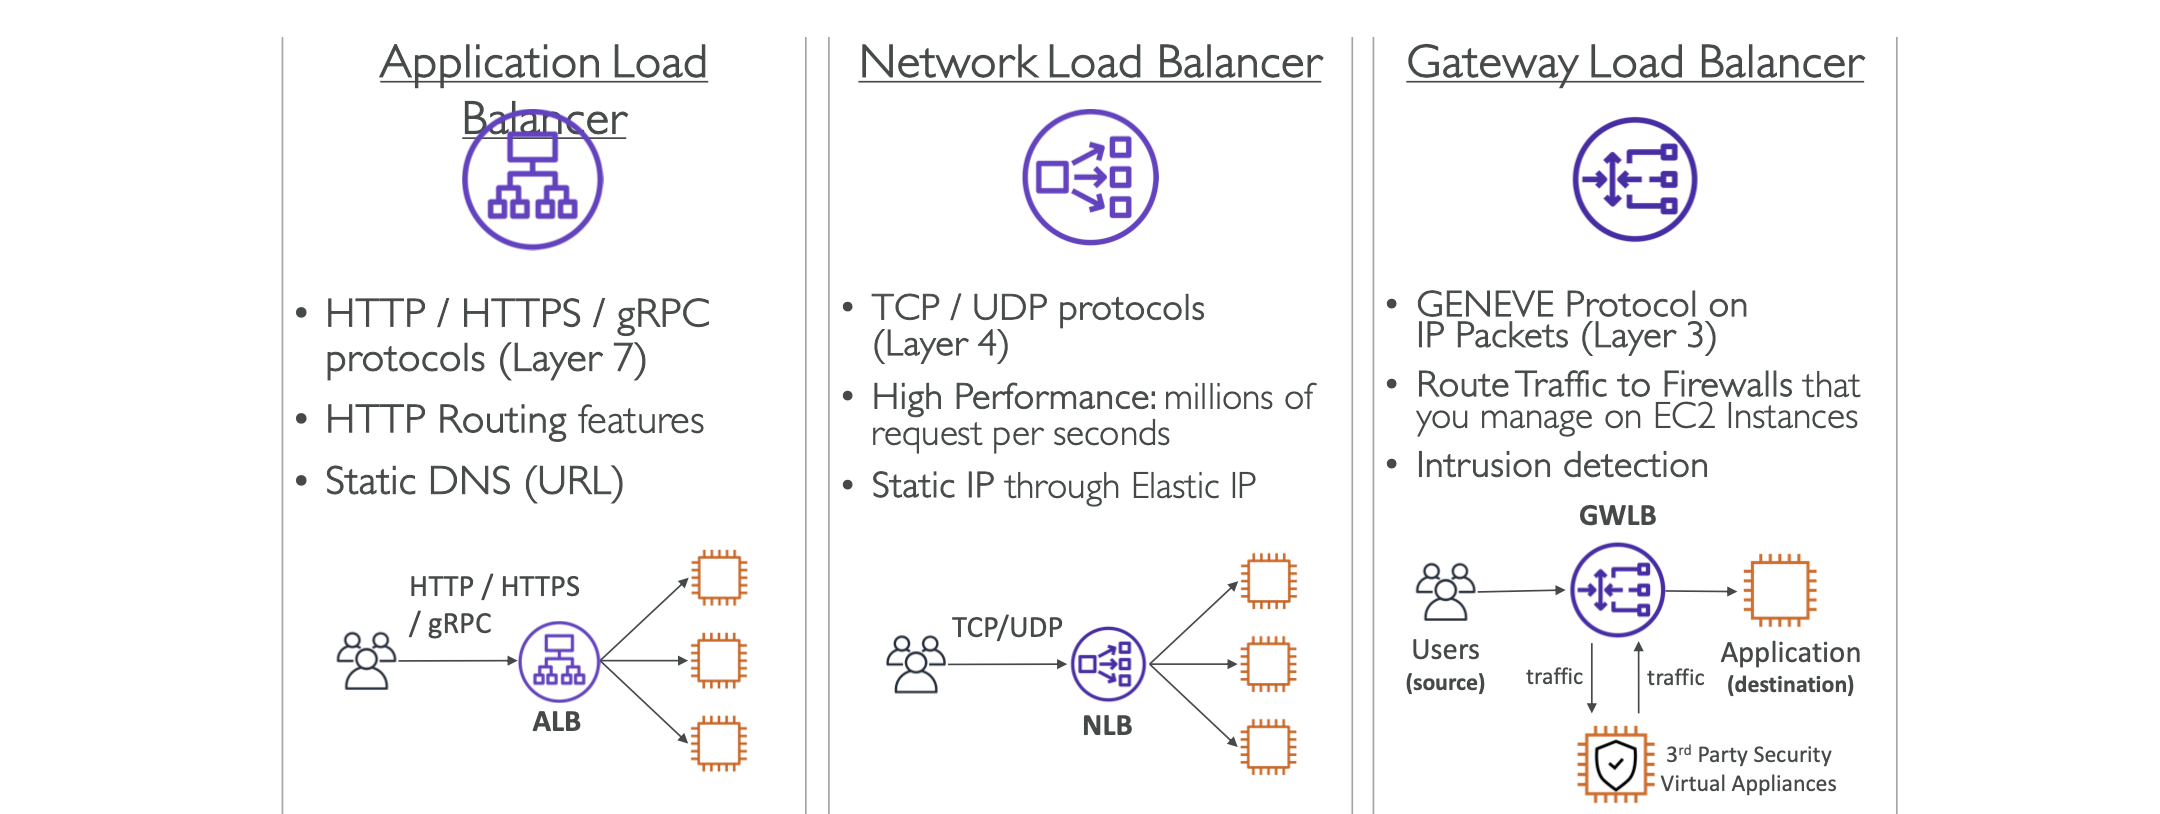 Application Load
Balancer
• HTTP / HTTPS / gRPC
protocols (Layer 7)
• HTTP Routing features
• Static DNS (URL)
HTTP / HTTPS
/ gRPC
ALB
Network Load Balancer
• TCP / UDP protocols
(Layer 4)
• High Performance: millions of
request per seconds
• Static IP through Elastic IP
TCP/UDP
NLB
Gateway Load Balancer
• GENEVE Protocol on
IP Packets (Layer 3)
• Route Traffic to Firewalls that
you manage on EC2 Instances
• Intrusion detection
GWLB
Users
(source)
traffic
traffic
Application
(destination)
3rd Party Security
Virtual Appliances